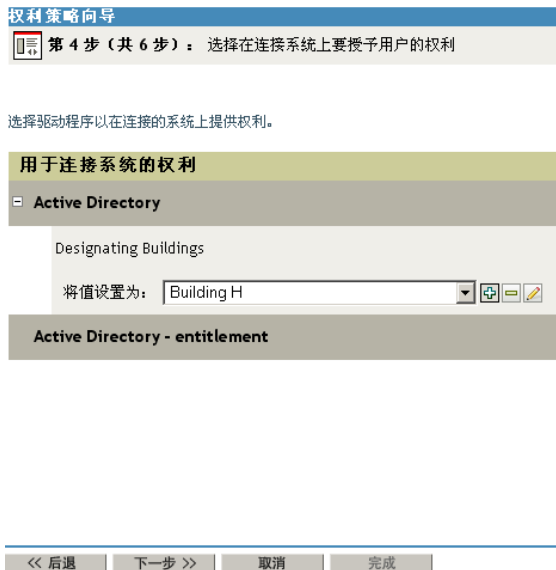 权利策略向导
第 4 步（共 6 步）： 选择在连接系统上要授予用户的权利
选择驱动程序以在连接的系统上提供权利。
用于连接系统的权利
Active Directory
Designating Buildings
将值设置为： Building H
Active Directory - entitlement
<< 后退 下一步 >> 取消 完成